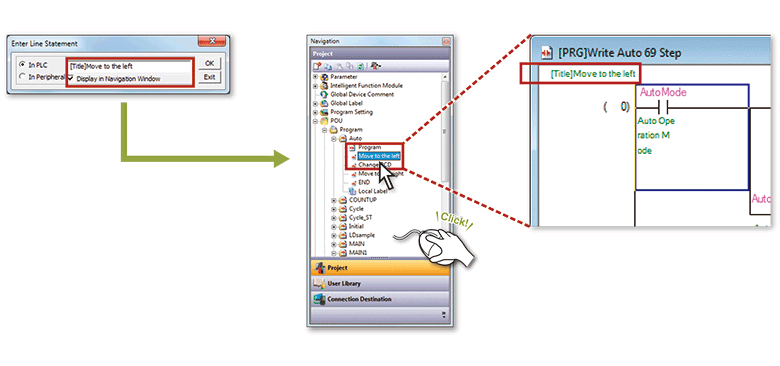 Enter Line Statement
In PLC
In Peripheral
[Title]Move to the left
Display in Navigation Window
OK
Exit
Navigation
Project
Parameter
Intelligent Function Module
Global Device Comment
Global Label
Program Setting
POU
Program
Auto
Program
Move to the left
Change
CD
Move to
ght
END
Local Label
COUNTUP
Cycle
Cycle_ST
Initial
LDsample
MAIN
MAIN1
Click!
Project
User Library
Connection Destination
[PRG]Write Auto 69 Step
[Title]Move to the left
AutoMode
( 0)
Auto Ope
ration M
ode
Auto